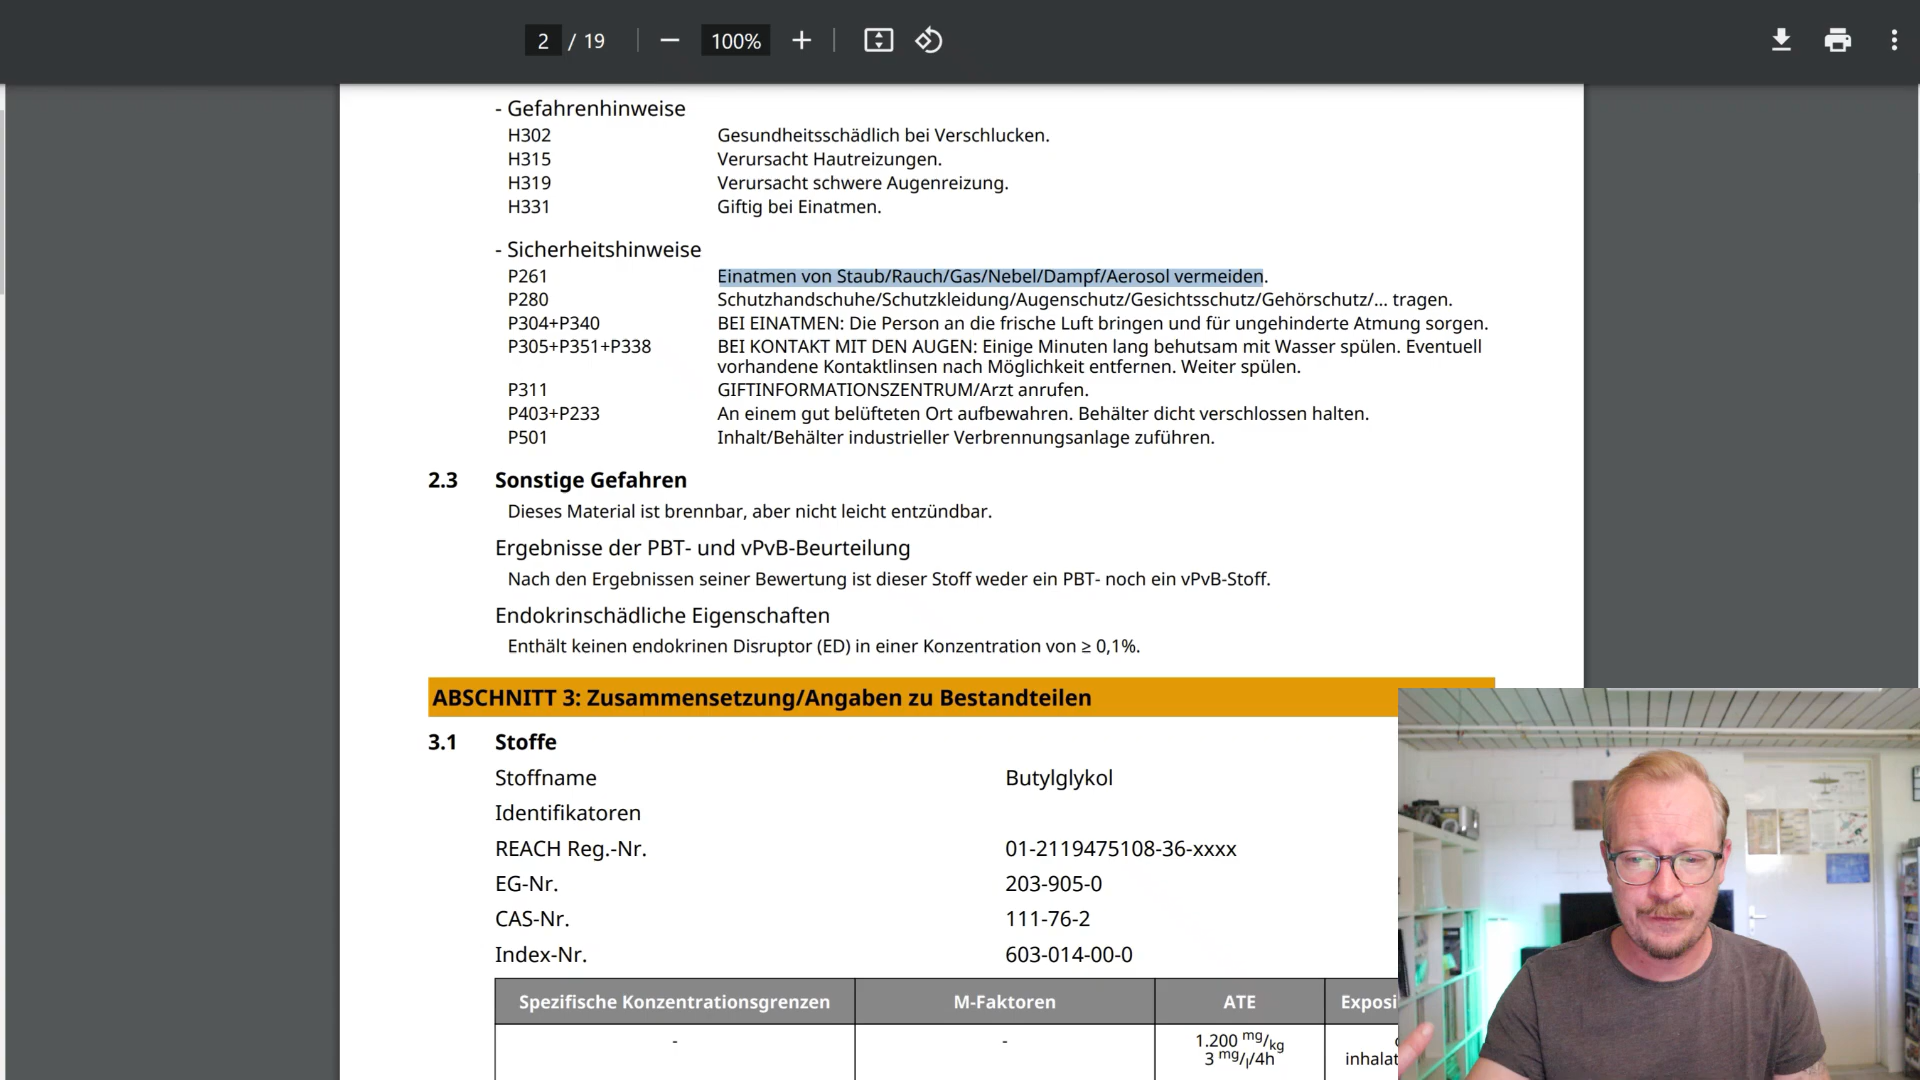 2 / 19
100%
- Gefahrenhinweise
H302 Gesundheitsschädlich bei Verschlucken.
H315 Verursacht Hautreizungen.
H319 Verursacht schwere Augenreizung.
H331 Giftig bei Einatmen.
- Sicherheitshinweise
P261 Einatmen von Staub/Rauch/Gas/Nebel/Dampf/Aerosol vermeiden.
P280 Schutzhandschuhe/Schutzkleidung/Augenschutz/Gesichtsschutz/Gehörschutz/... tragen.
P304+P340 BEI EINATMEN: Die Person an die frische Luft bringen und für ungehinderte Atmung sorgen.
P305+P351+P338 BEI KONTAKT MIT DEN AUGEN: Einige Minuten lang behutsam mit Wasser spülen. Eventuell
vorhandene Kontaktlinsen nach Möglichkeit entfernen. Weiter spülen.
P311 GIFTINFORMATIONSZENTRUM/Arzt anrufen.
P403+P233 An einem gut belüfteten Ort aufbewahren. Behälter dicht verschlossen halten.
P501 Inhalt/Behälter industrieller Verbrennungsanlage zuführen.
2.3 Sonstige Gefahren
Dieses Material ist brennbar, aber nicht leicht entzündbar.
Ergebnisse der PBT- und vPvB-Beurteilung
Nach den Ergebnissen seiner Bewertung ist dieser Stoff weder ein PBT- noch ein vPvB-Stoff.
Endokrinschädliche Eigenschaften
Enthält keinen endokrinen Disruptor (ED) in einer Konzentration von ≥ 0,1%.
ABSCHNITT 3: Zusammensetzung/Angaben zu Bestandteilen
3.1 Stoffe
Stoffname Butylglykol
Identifikatoren
REACH Reg.-Nr. 01-2119475108-36-xxxx
EG-Nr. 203-905-0
CAS-Nr. 111-76-2
Index-Nr. 603-014-00-0
Spezifische Konzentrationsgrenzen M-Faktoren ATE Exposi
- - 1.200 mg/kg
3 mg/l/4h inhalat